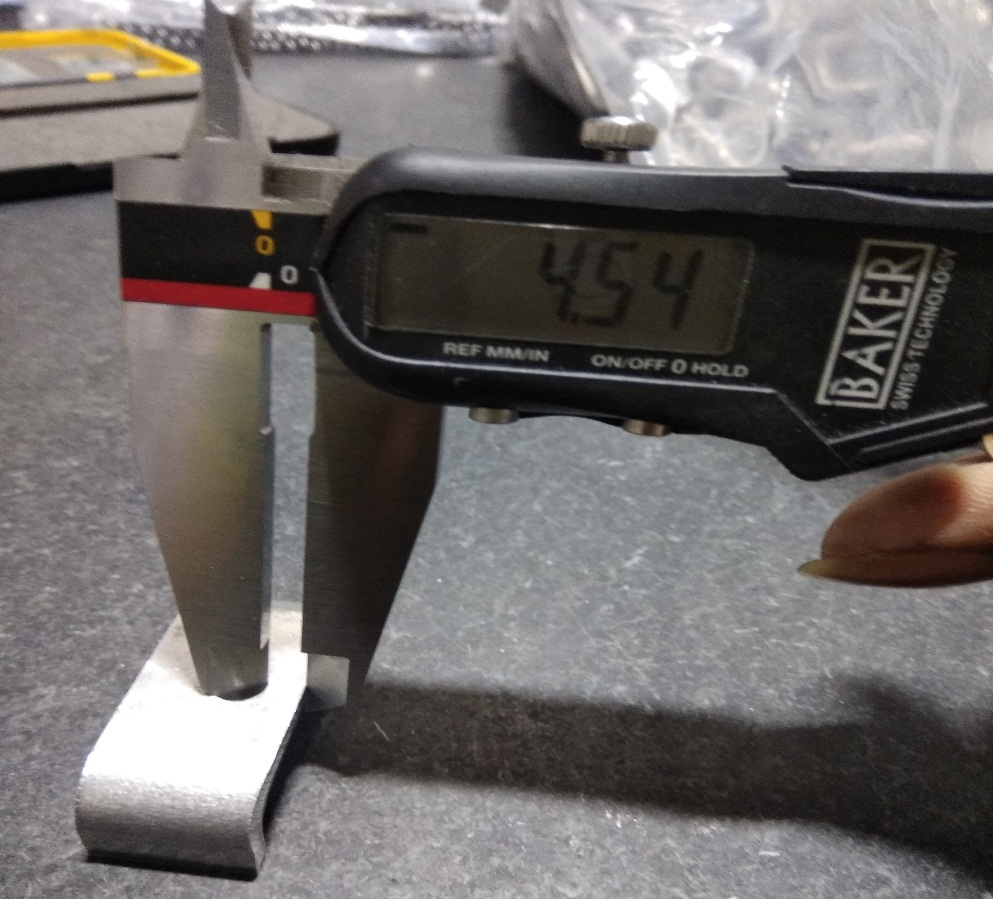 0
0
4.54
REF MM/IN
ON/OFF 0 HOLD
BAKER
SWISS TECHNOLOGY